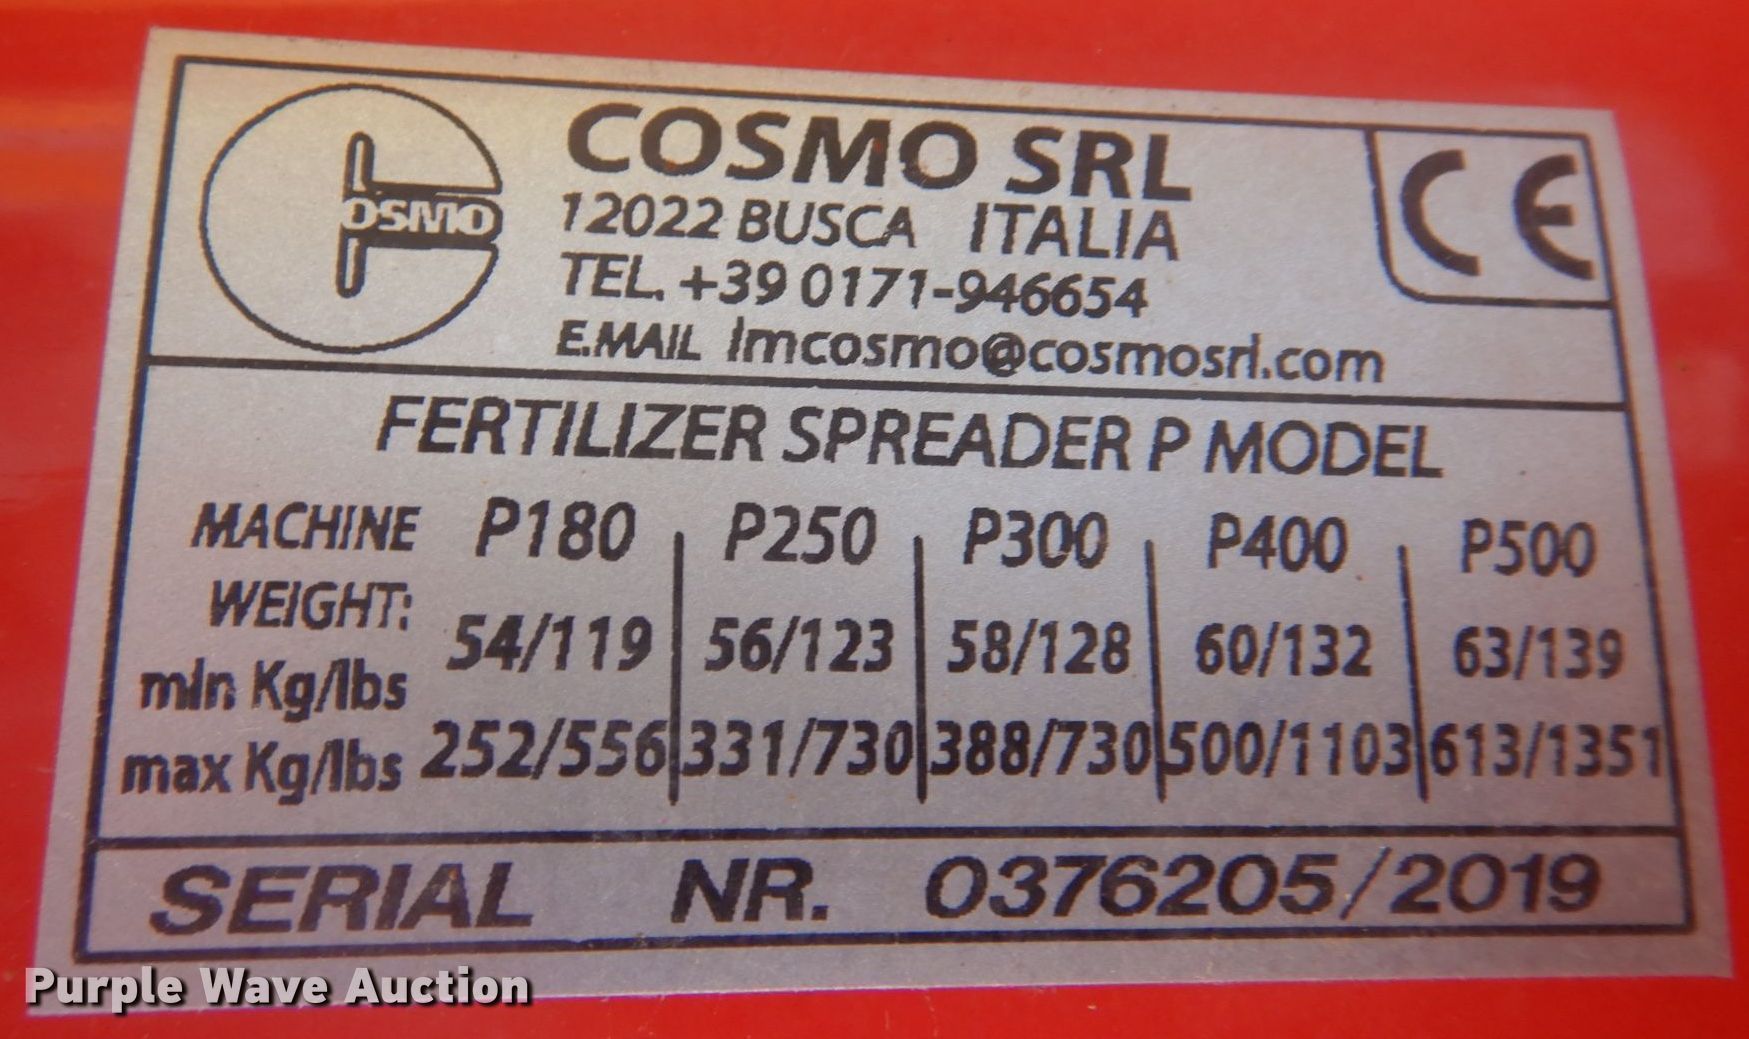 COSMO
COSMO SRL
12022 BUSCA ITALIA
TEL. +39 0171-946654
E.MAIL lmcosmo@cosmosrl.com
CE
FERTILIZER SPREADER P MODEL
MACHINE P180 P250 P300 P400 P500
WEIGHT:
min Kg/lbs 54/119 56/123 58/128 60/132 63/139
max Kg/lbs 252/556 331/730 388/730 500/1103 613/1351
SERIAL NR. 0376205/2019
Purple Wave Auction